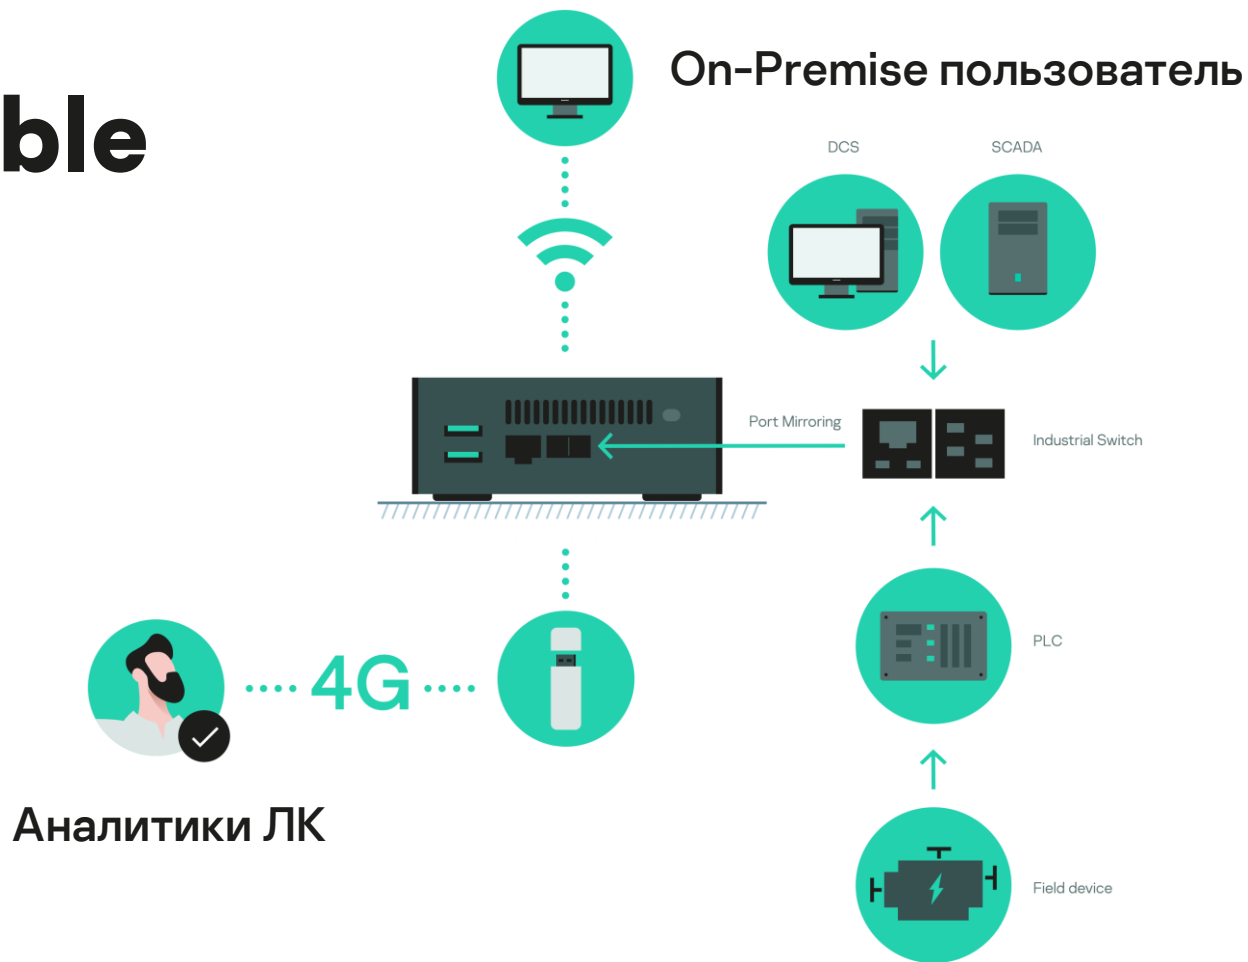 On-Premise пользователь
ble
DCS
SCADA
Port Mirroring
Industrial Switch
PLC
4G
Аналитики ЛК
Field device